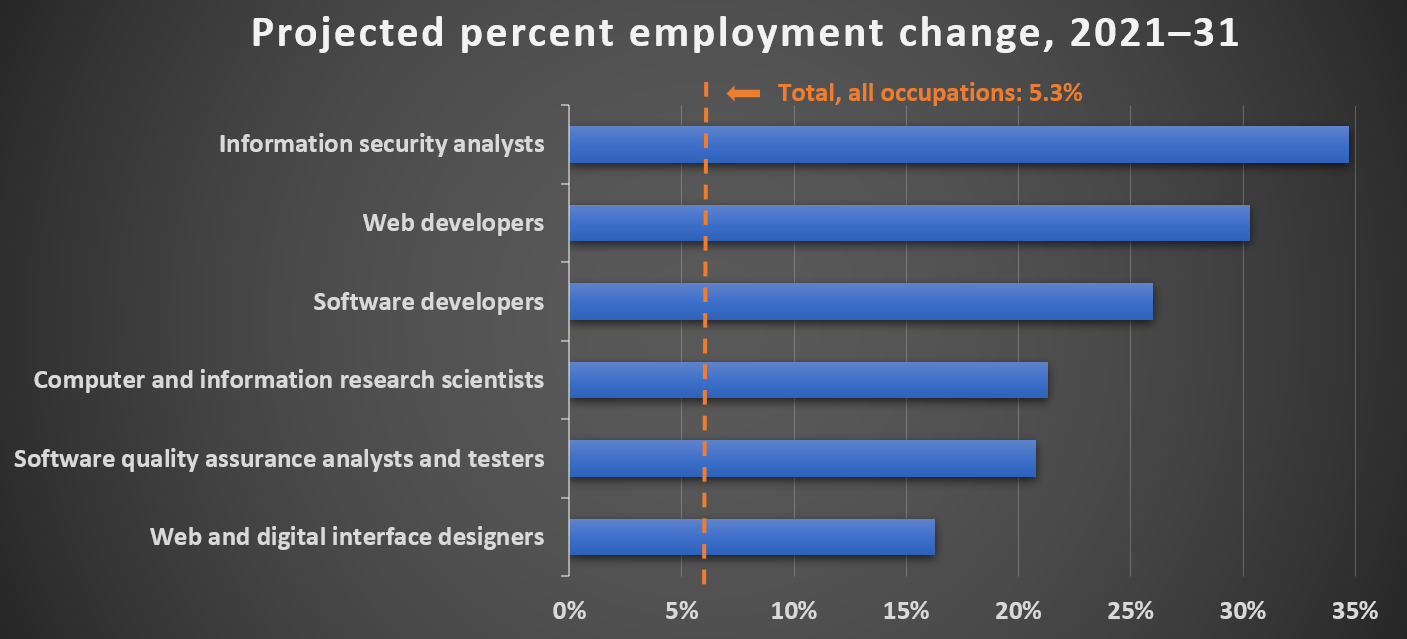 Projected percent employment change, 2021–31
Total, all occupations: 5.3%
Information security analysts
Web developers
Software developers
Computer and information research scientists
Software quality assurance analysts and testers
Web and digital interface designers
0% 5% 10% 15% 20% 25% 30% 35%